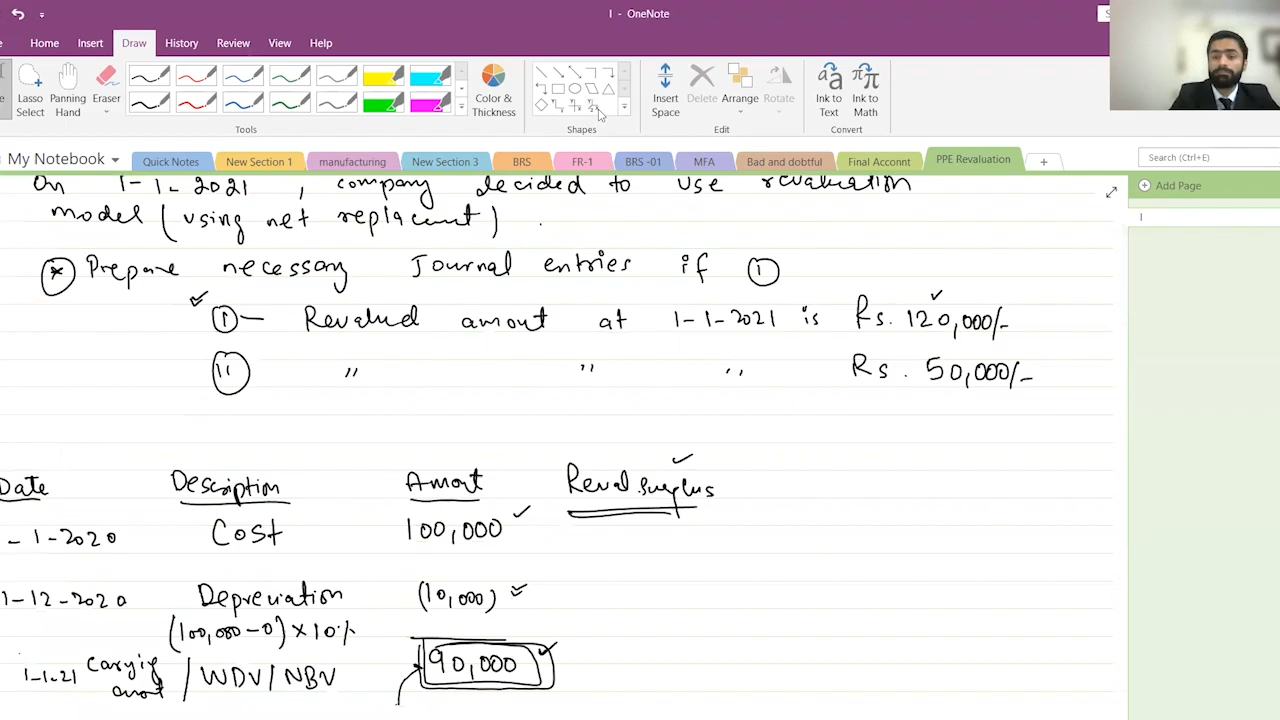 I - OneNote
Home Insert Draw History Review View Help
Lasso Select
Panning Hand
Eraser
Color & Thickness
Insert Space
Delete
Arrange
Rotate
Ink to Text
Ink to Math
Tools
Shapes
Edit
Convert
My Notebook
Quick Notes New Section 1 manufacturing New Section 3 BRS FR-1 BRS -01 MFA Bad and dobtful Final Acconnt PPE Revaluation
Search (Ctrl+E)
Add Page
I
On 1-1-2021, company decided to use revaluation
model (using net replacemt).
* Prepare necessary Journal entries if ①
① — Revalued amount at 1-1-2021 is Rs. 120,000/-
ii " " " Rs. 50,000/-
Date Description Amount Reval. surplus
-1-2020 Cost 100,000
1-12-2020 Depreciation (10,000)
(100,000-0) × 10%
1-1-21 Carrying amount / WDV / NBV 90,000